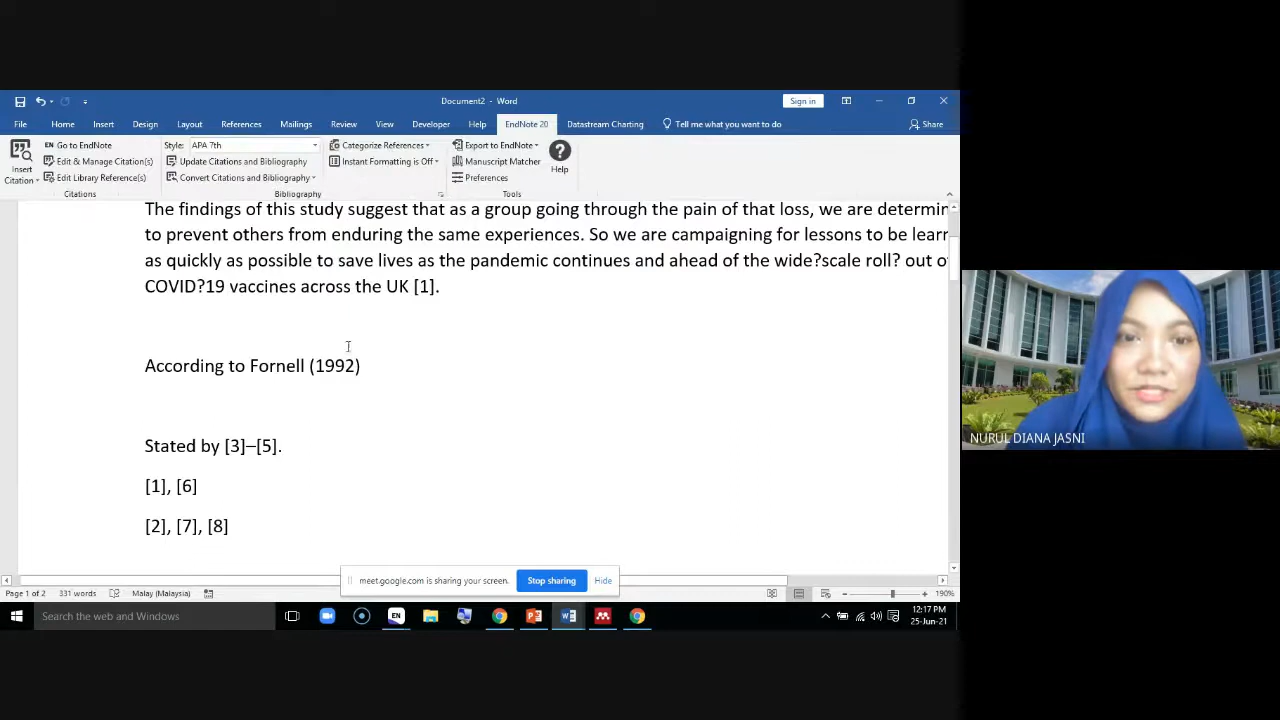 Document2 - Word
Sign in
File Home Insert Design Layout References Mailings Review View Developer Help EndNote 20 Datastream Charting Tell me what you want to do Share
Insert Citation
EN Go to EndNote
Edit & Manage Citation(s)
Edit Library Reference(s)
Citations
Style: APA 7th
Update Citations and Bibliography
Convert Citations and Bibliography
Bibliography
Categorize References
Instant Formatting is Off
Export to EndNote
Manuscript Matcher
Preferences
Tools
Help
The findings of this study suggest that as a group going through the pain of that loss, we are determin
to prevent others from enduring the same experiences. So we are campaigning for lessons to be learn
as quickly as possible to save lives as the pandemic continues and ahead of the wide?scale roll? out o
COVID?19 vaccines across the UK [1].
According to Fornell (1992)
Stated by [3]–[5].
[1], [6]
[2], [7], [8]
NURUL DIANA JASNI
meet.google.com is sharing your screen. Stop sharing Hide
Page 1 of 2 331 words Malay (Malaysia) 190%
Search the web and Windows
EN
12:17 PM
25-Jun-21